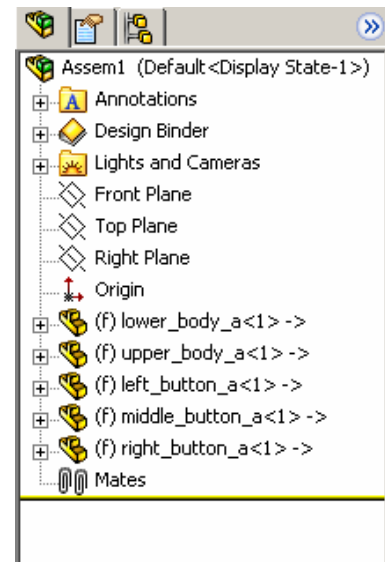 Assem1 (Default<Display State-1>)
A Annotations
Design Binder
Lights and Cameras
Front Plane
Top Plane
Right Plane
Origin
(f) lower_body_a<1> ->
(f) upper_body_a<1> ->
(f) left_button_a<1> ->
(f) middle_button_a<1> ->
(f) right_button_a<1> ->
Mates